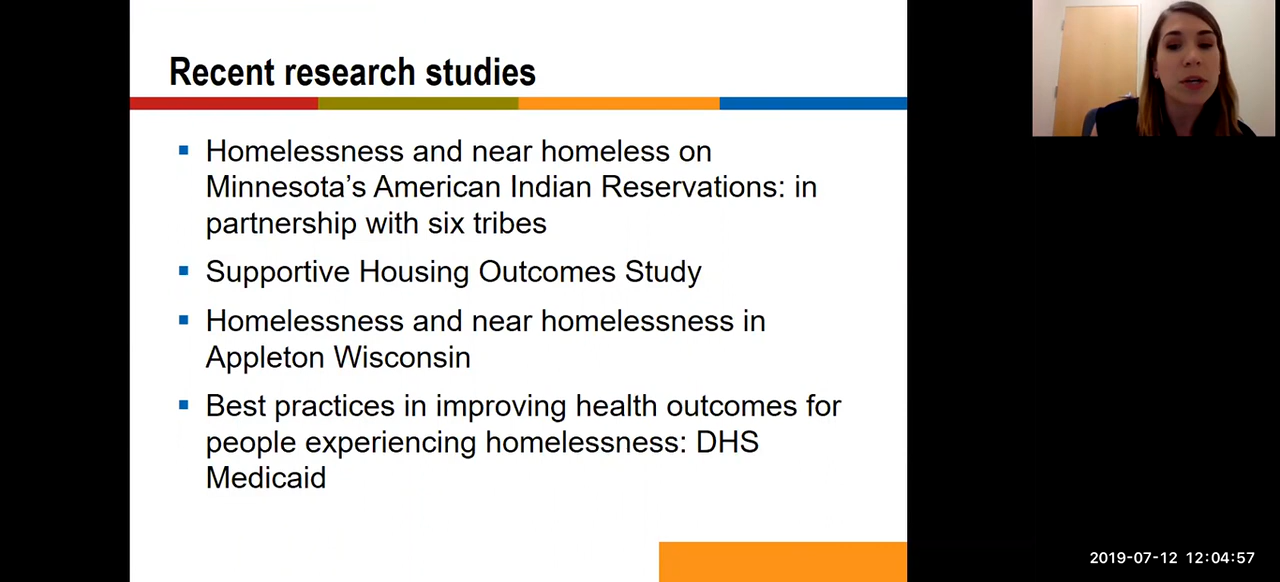 Recent research studies
Homelessness and near homeless on
Minnesota’s American Indian Reservations: in
partnership with six tribes
Supportive Housing Outcomes Study
Homelessness and near homelessness in
Appleton Wisconsin
Best practices in improving health outcomes for
people experiencing homelessness: DHS
Medicaid
2019-07-12 12:04:57